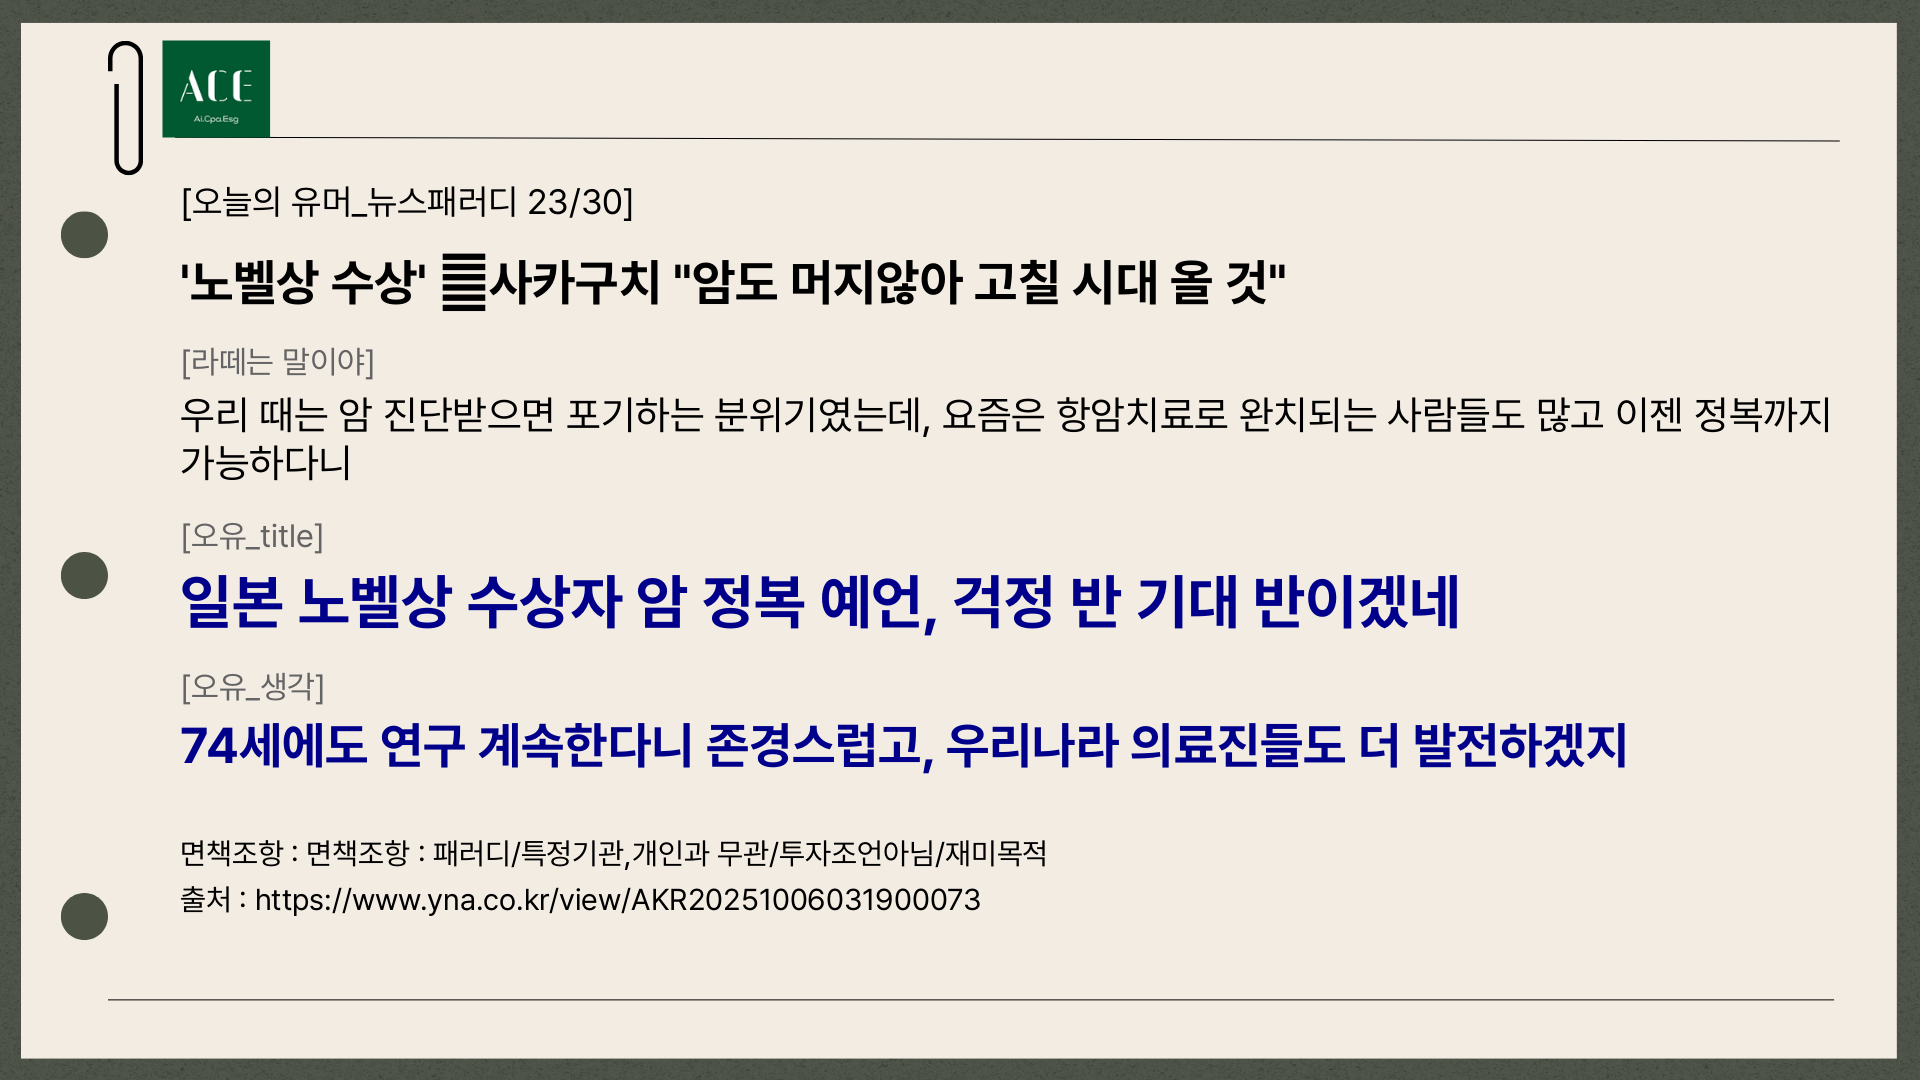 ACE
Ai.Cpa.Esg
[오늘의 유머_뉴스패러디 23/30]
'노벨상 수상' 사카구치 "암도 머지않아 고칠 시대 올 것"
[라떼는 말이야]
우리 때는 암 진단받으면 포기하는 분위기였는데, 요즘은 항암치료로 완치되는 사람들도 많고 이젠 정복까지
가능하다니
[오유_title]
일본 노벨상 수상자 암 정복 예언, 걱정 반 기대 반이겠네
[오유_생각]
74세에도 연구 계속한다니 존경스럽고, 우리나라 의료진들도 더 발전하겠지
면책조항 : 면책조항 : 패러디/특정기관,개인과 무관/투자조언아님/재미목적
출처 : https://www.yna.co.kr/view/AKR20251006031900073